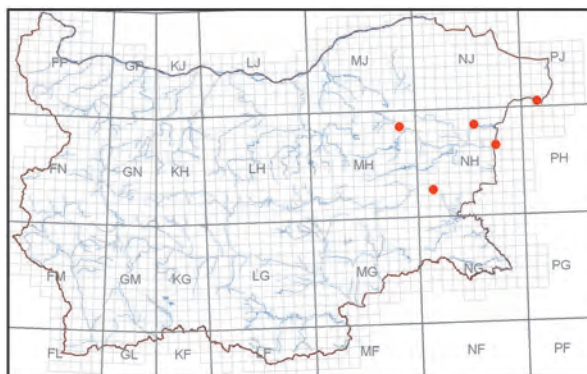 FP GP KJ LJ MJ NJ PJ
FN GN KH LH MH NH PH
FM GM KG LG MG NG PG
FL GL KF LF MF NF PF